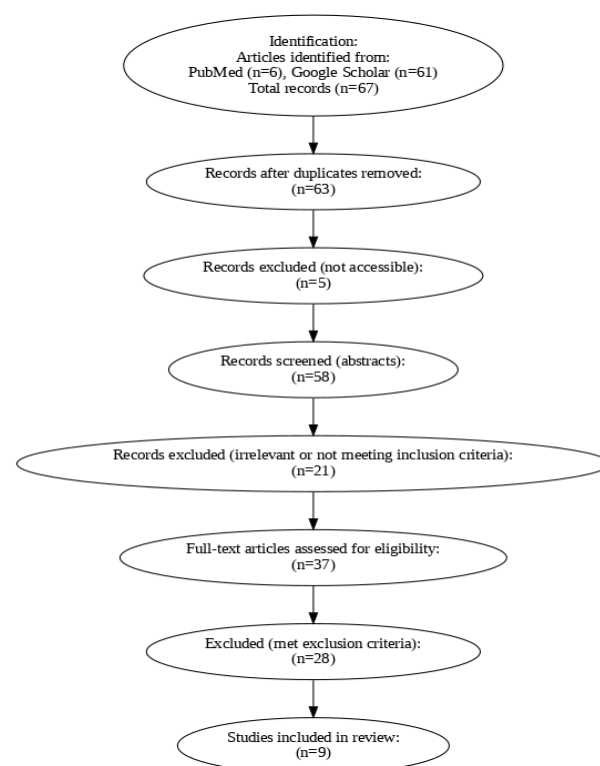 Identification:
Articles identified from:
PubMed (n=6), Google Scholar (n=61)
Total records (n=67)
Records after duplicates removed:
(n=63)
Records excluded (not accessible):
(n=5)
Records screened (abstracts):
(n=58)
Records excluded (irrelevant or not meeting inclusion criteria):
(n=21)
Full-text articles assessed for eligibility:
(n=37)
Excluded (met exclusion criteria):
(n=28)
Studies included in review:
(n=9)